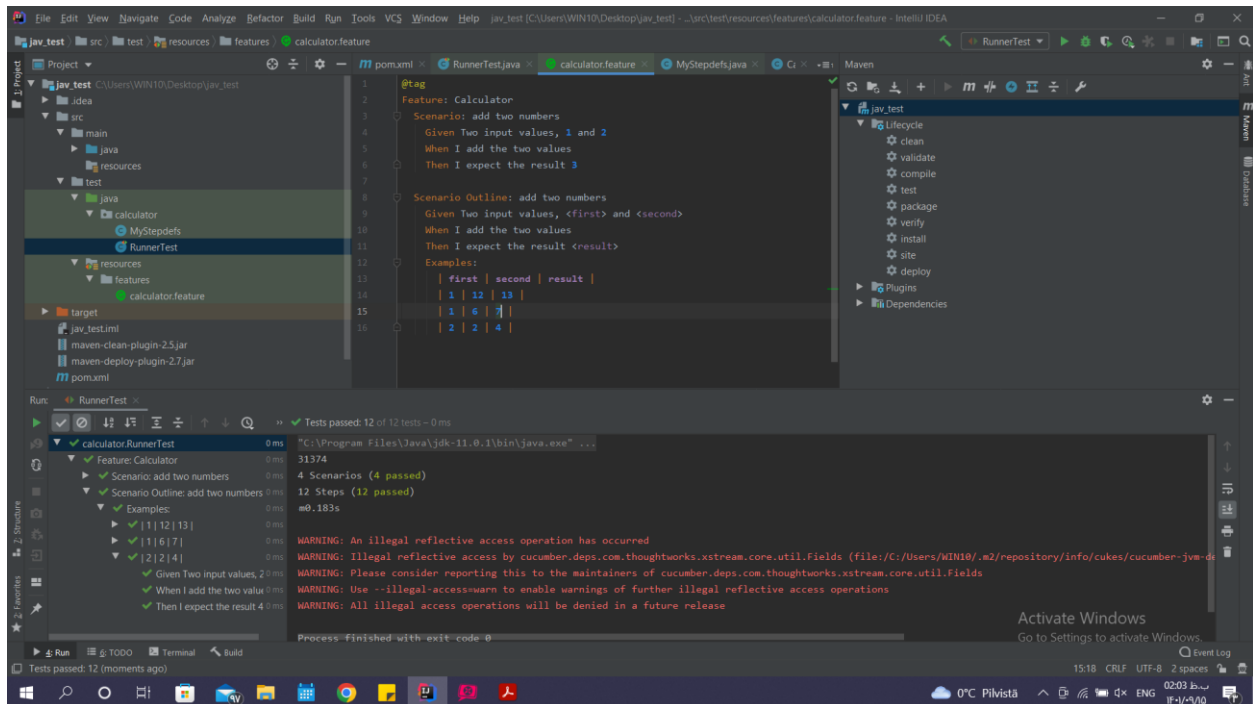 File Edit View Navigate Code Analyze Refactor Build Run Tools VCS Window Help jav_test [C:\Users\WIN10\Desktop\jav_test] - ...\src\test\resources\features\calculator.feature - IntelliJ IDEA
jav_test src test resources features calculator.feature RunnerTest
Project pom.xml RunnerTest.java calculator.feature MyStepdefs.java Maven
1: Project
jav_test C:\Users\WIN10\Desktop\jav_test
.idea
src
main
java
resources
test
java
calculator
MyStepdefs
RunnerTest
resources
features
calculator.feature
target
jav_test.iml
maven-clean-plugin-2.5.jar
maven-deploy-plugin-2.7.jar
pom.xml
1 @tag
2 Feature: Calculator
3 Scenario: add two numbers
4 Given Two input values, 1 and 2
5 When I add the two values
6 Then I expect the result 3
7
8 Scenario Outline: add two numbers
9 Given Two input values, <first> and <second>
10 When I add the two values
11 Then I expect the result <result>
12 Examples:
13 | first | second | result |
14 | 1 | 12 | 13 |
15 | 1 | 6 | 7 |
16 | 2 | 2 | 4 |
jav_test
Lifecycle
clean
validate
compile
test
package
verify
install
site
deploy
Plugins
Dependencies
Ant
Maven
Database
Run: RunnerTest
Tests passed: 12 of 12 tests – 0 ms
calculator.RunnerTest 0 ms
Feature: Calculator 0 ms
Scenario: add two numbers 0 ms
Scenario Outline: add two numbers 0 ms
Examples: 0 ms
| 1 | 12 | 13 | 0 ms
| 1 | 6 | 7 | 0 ms
| 2 | 2 | 4 | 0 ms
Given Two input values, 2 0 ms
When I add the two value 0 ms
Then I expect the result 4 0 ms
"C:\Program Files\Java\jdk-11.0.1\bin\java.exe" ...
31374
4 Scenarios (4 passed)
12 Steps (12 passed)
m0.183s
WARNING: An illegal reflective access operation has occurred
WARNING: Illegal reflective access by cucumber.deps.com.thoughtworks.xstream.core.util.Fields (file:/C:/Users/WIN10/.m2/repository/info/cukes/cucumber-jvm-de
WARNING: Please consider reporting this to the maintainers of cucumber.deps.com.thoughtworks.xstream.core.util.Fields
WARNING: Use --illegal-access=warn to enable warnings of further illegal reflective access operations
WARNING: All illegal access operations will be denied in a future release
Process finished with exit code 0
Activate Windows
Go to Settings to activate Windows.
7: Structure
2: Favorites
4: Run 6: TODO Terminal Build Event Log
Tests passed: 12 (moments ago) 15:18 CRLF UTF-8 2 spaces
0°C Pilvistä ENG 02:03 ب.ظ
۱۴۰۱/۰۹/۱۵